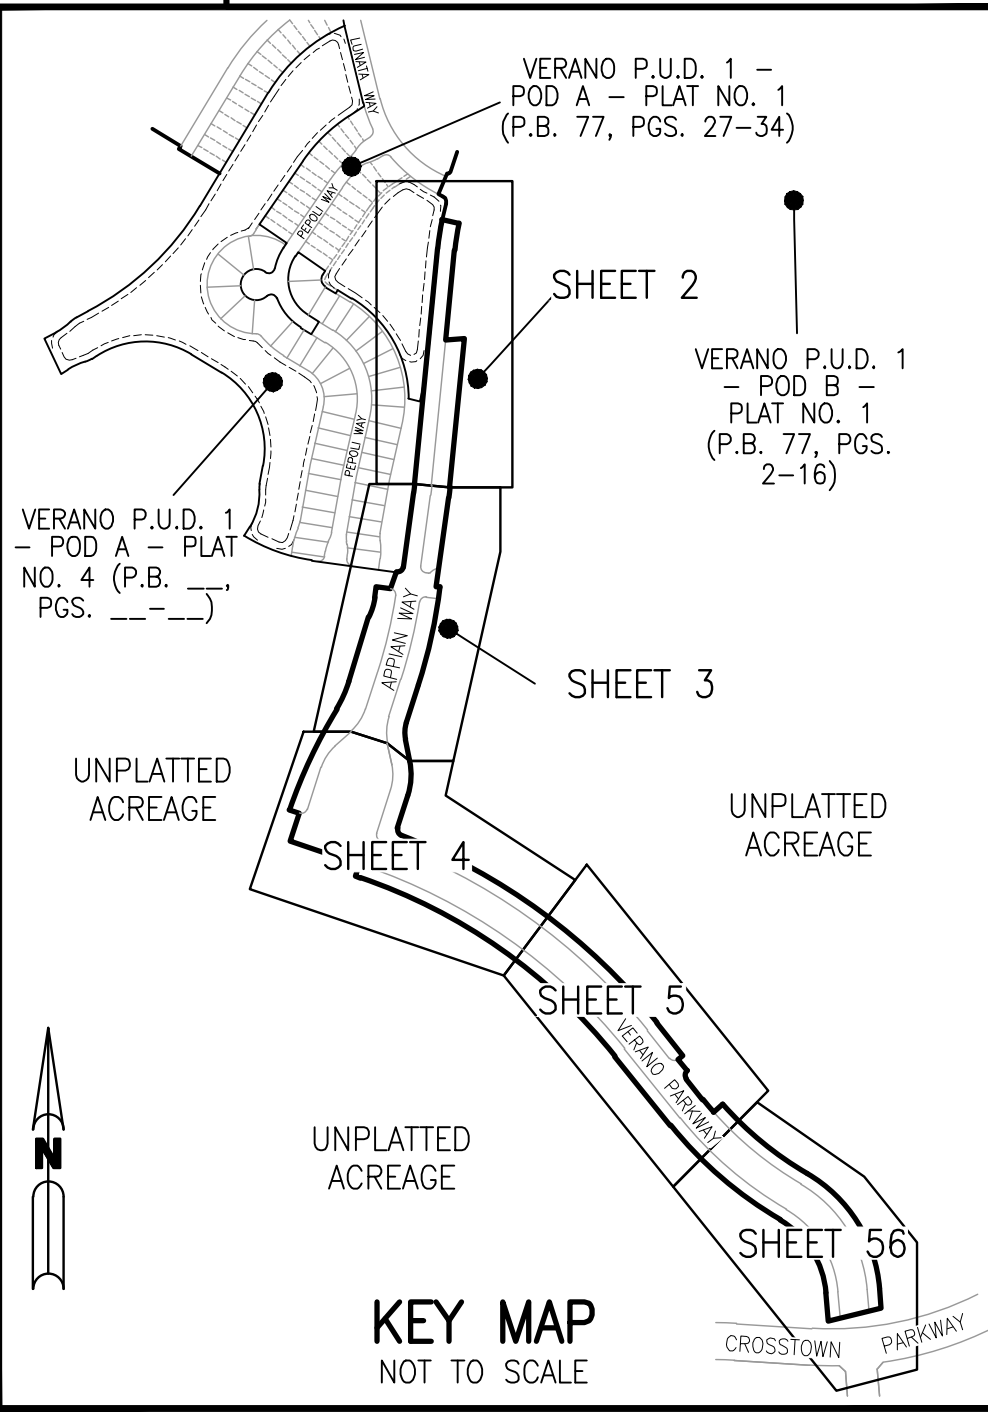 LUNATA WAY
VERANO P.U.D. 1 –
POD A – PLAT NO. 1
(P.B. 77, PGS. 27–34)
PEPOLI WAY
SHEET 2
VERANO P.U.D. 1
– POD B –
PLAT NO. 1
(P.B. 77, PGS.
2–16)
PEPOLI WAY
VERANO P.U.D. 1
– POD A – PLAT
NO. 4 (P.B. __,
PGS. __–__)
APPIAN WAY
SHEET 3
UNPLATTED
ACREAGE
UNPLATTED
ACREAGE
SHEET 4
SHEET 5
VERANO PARKWAY
N
UNPLATTED
ACREAGE
SHEET 56
KEY MAP
NOT TO SCALE
CROSSTOWN PARKWAY